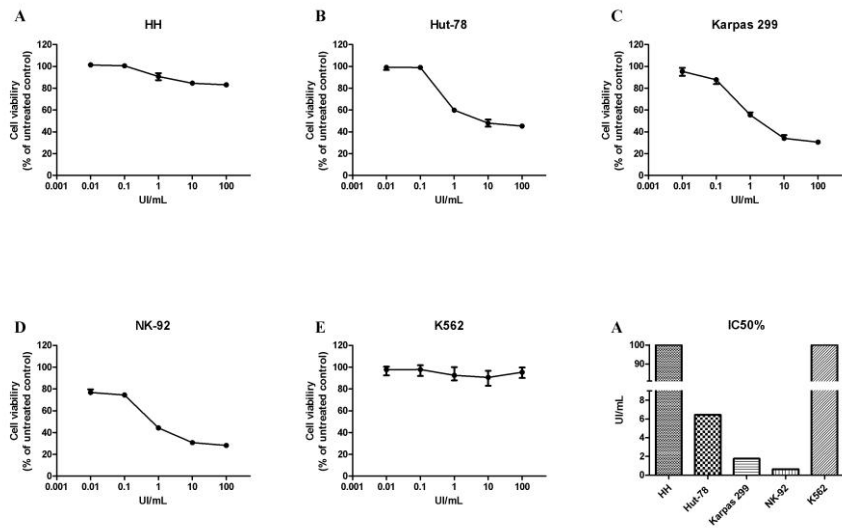 A
HH
Cell viabiliry
(% of untreated control)
120
100
80
60
40
20
0
0.001 0.01 0.1 1 10 100
UI/mL
B
Hut-78
Cell viabiliry
(% of untreated control)
120
100
80
60
40
20
0
0.001 0.01 0.1 1 10 100
UI/mL
C
Karpas 299
Cell viabiliry
(% of untreated control)
120
100
80
60
40
20
0
0.001 0.01 0.1 1 10 100
UI/mL
D
NK-92
Cell viabiliry
(% of untreated control)
120
100
80
60
40
20
0
0.001 0.01 0.1 1 10 100
UI/mL
E
K562
Cell viabiliry
(% of untreated control)
120
100
80
60
40
20
0
0.001 0.01 0.1 1 10 100
UI/mL
A
IC50%
UI/mL
100
90
8
6
4
2
0
HH
Hut-78
Karpas 299
NK-92
K562